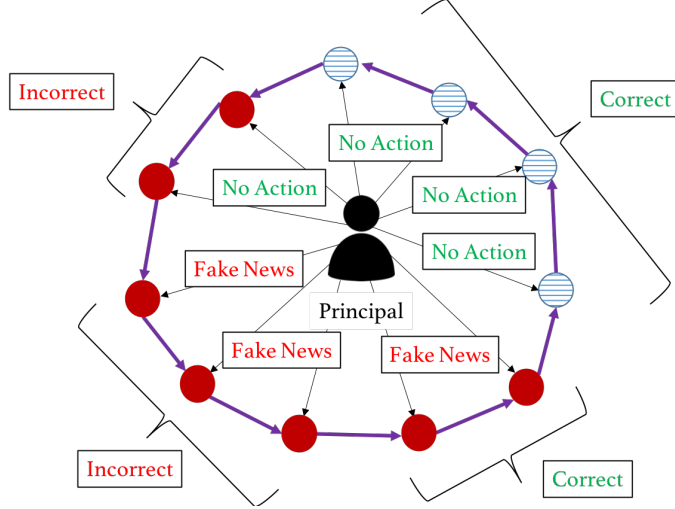 Incorrect
Correct
No Action
No Action
No Action
No Action
Fake News
Principal
Fake News
Fake News
Incorrect
Correct